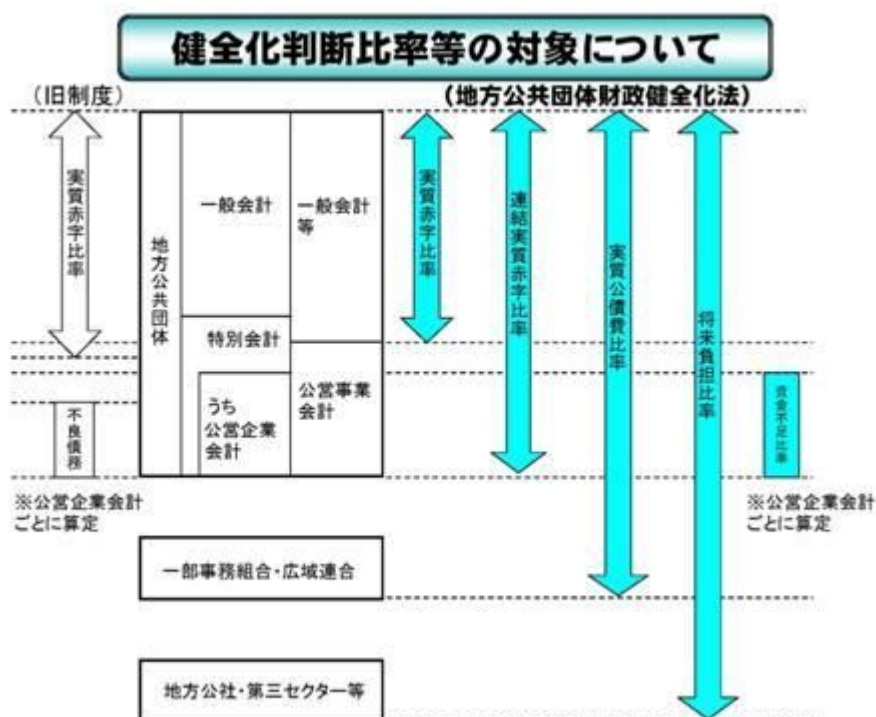 健全化判断比率等の対象について
（旧制度）
（地方公共団体財政健全化法）
実質赤字比率
地方公共団体
一般会計
一般会計
等
実質赤字比率
連結実質赤字比率
実質公債費比率
将来負担比率
特別会計
うち
公営企業
会計
公営事業
会計
不良債務
資金不足比率
※公営企業会計
ごとに算定
※公営企業会計
ごとに算定
一部事務組合・広域連合
地方公社・第三セクター等